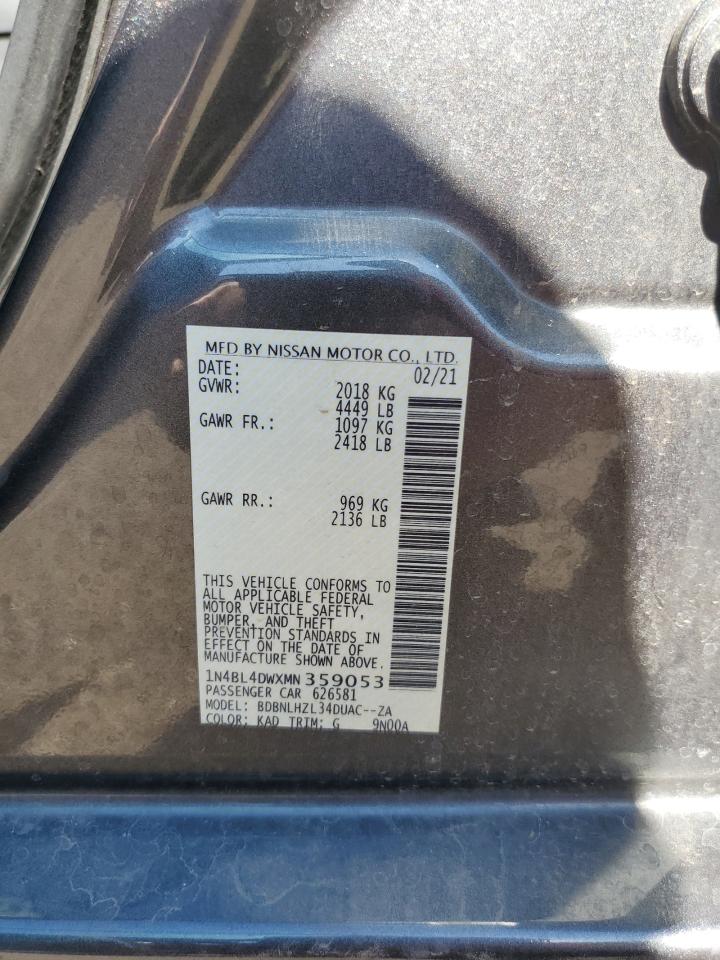 MFD BY NISSAN MOTOR CO., LTD.
DATE: 02/21
GVWR: 2018 KG
4449 LB
GAWR FR.: 1097 KG
2418 LB
GAWR RR.: 969 KG
2136 LB
THIS VEHICLE CONFORMS TO
ALL APPLICABLE FEDERAL
MOTOR VEHICLE SAFETY,
BUMPER, AND THEFT
PREVENTION STANDARDS IN
EFFECT ON THE DATE OF
MANUFACTURE SHOWN ABOVE.
1N4BL4DWXMN359053
PASSENGER CAR 626581
MODEL: BDBNLHZL34DUAC--ZA
COLOR: KAD TRIM: G 9N00A